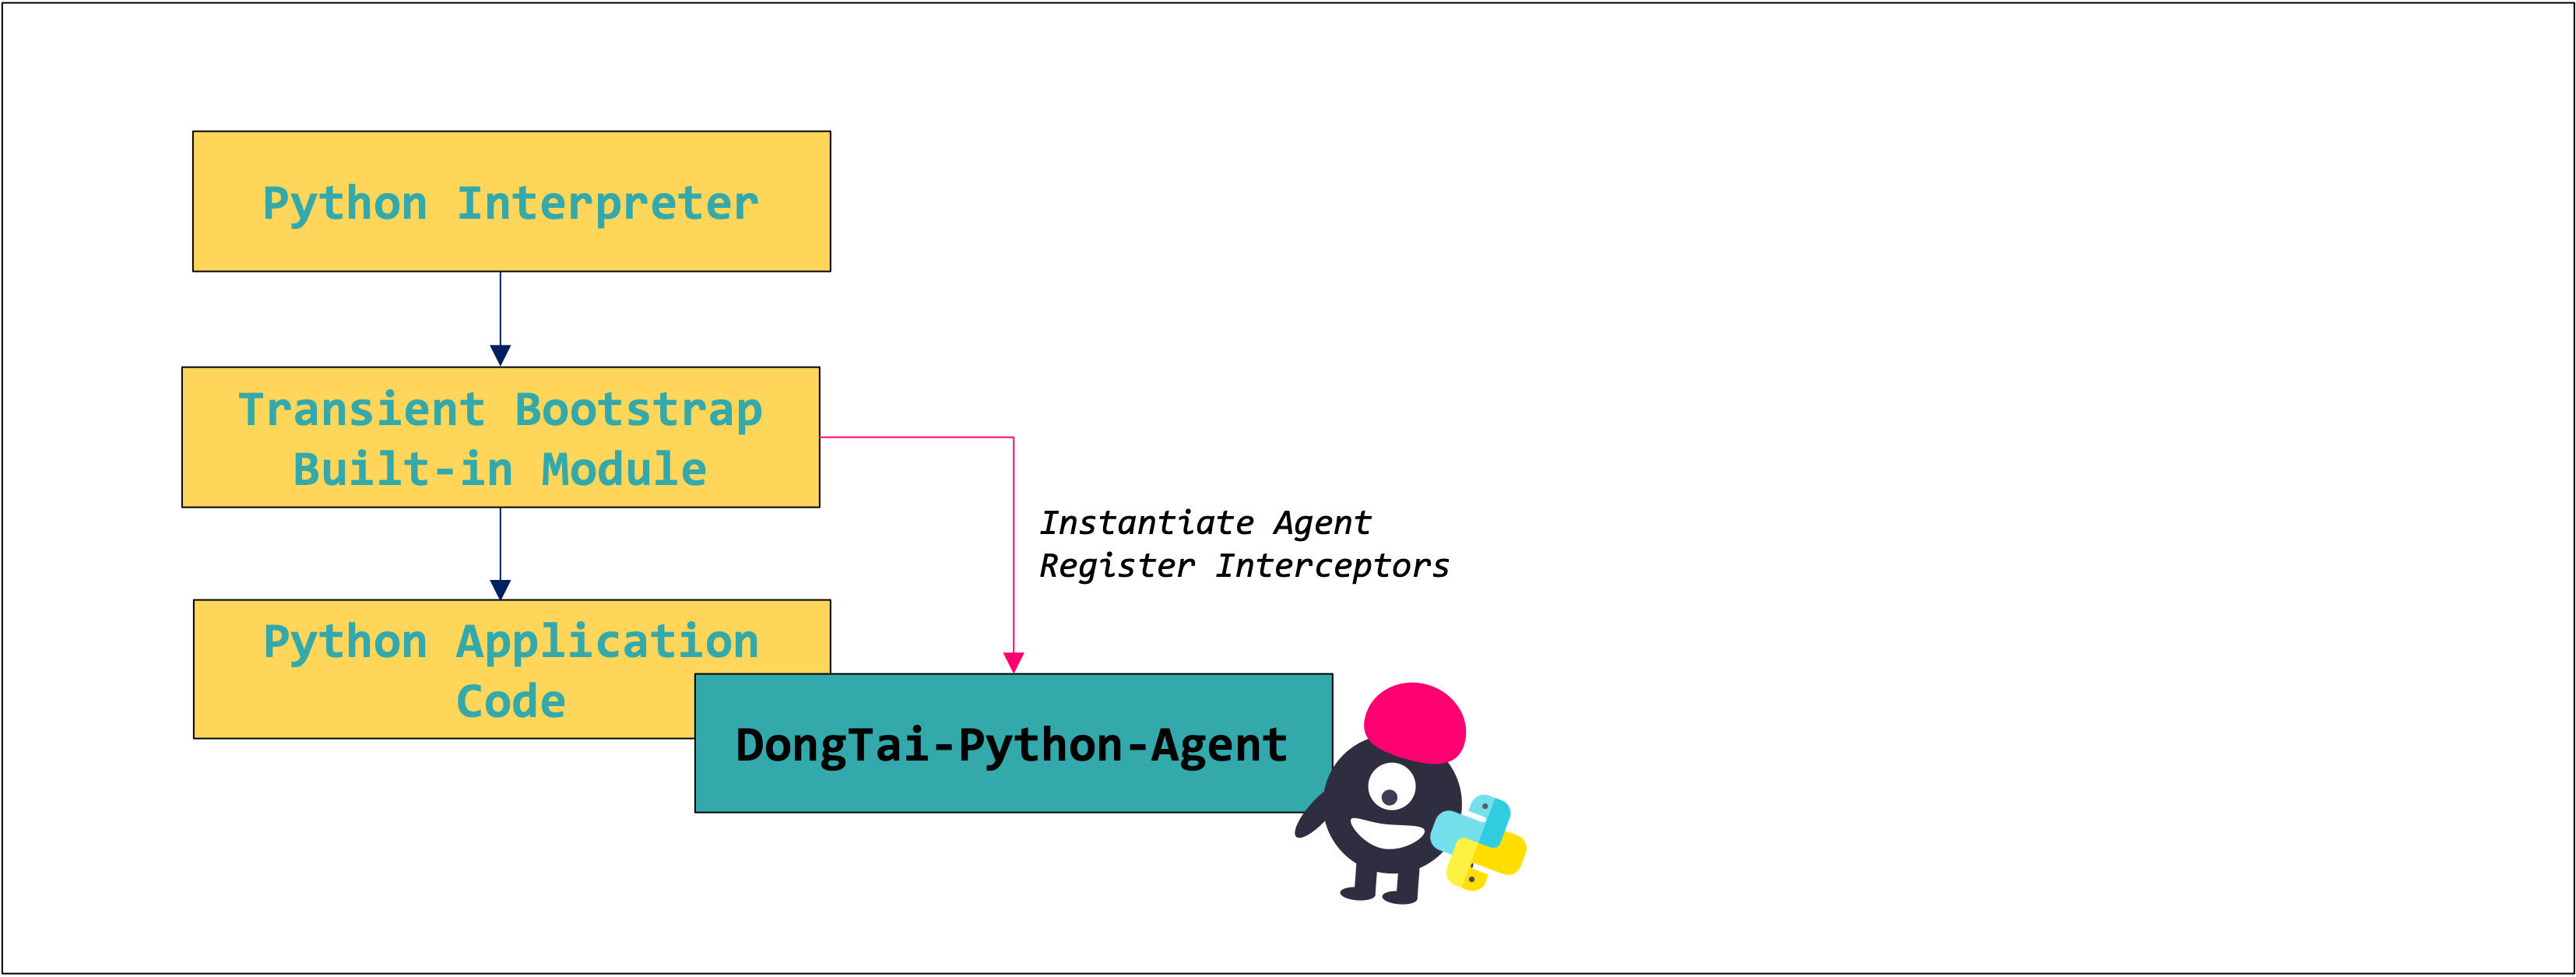 Python Interpreter
Transient Bootstrap
Built-in Module
Instantiate Agent
Register Interceptors
Python Application
Code
DongTai-Python-Agent